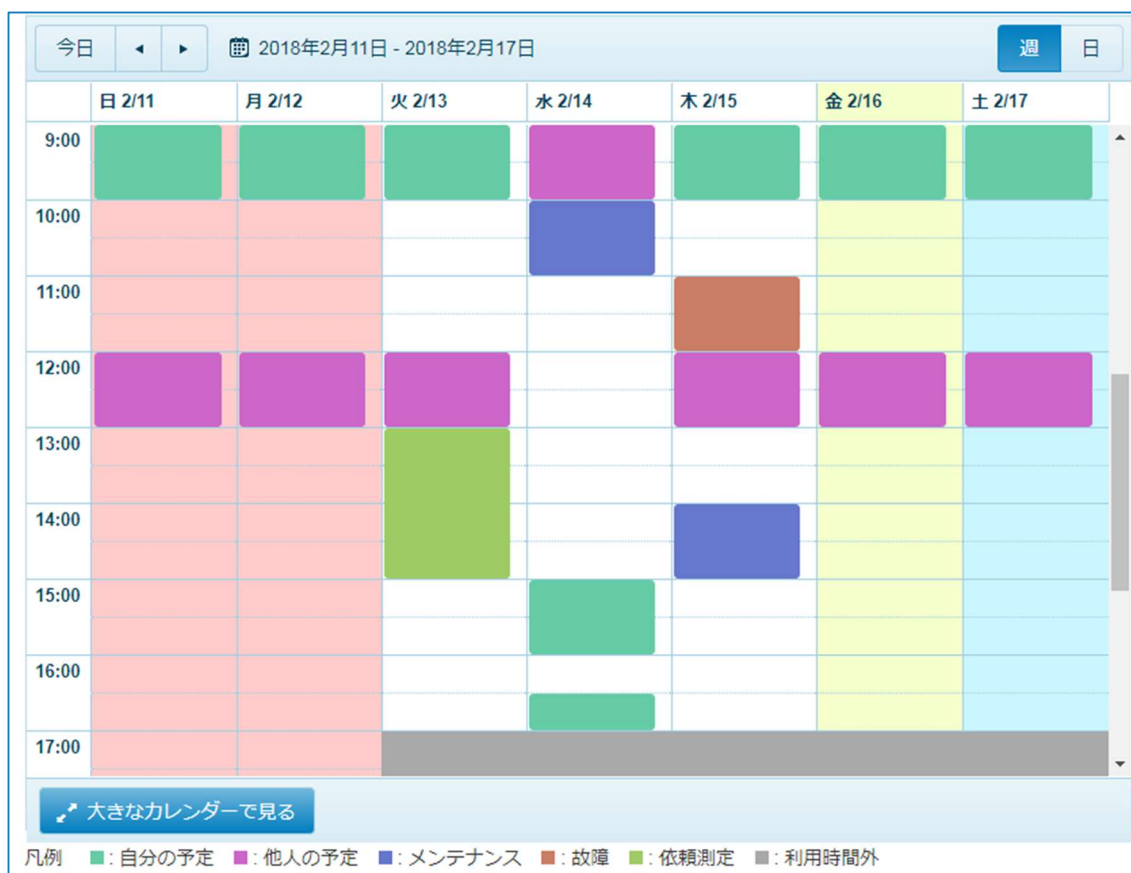 今日 ◂ ▸ 2018年2月11日 - 2018年2月17日 週 日
日 2/11 月 2/12 火 2/13 水 2/14 木 2/15 金 2/16 土 2/17
9:00
10:00
11:00
12:00
13:00
14:00
15:00
16:00
17:00
大きなカレンダーで見る
凡例 ■: 自分の予定 ■: 他人の予定 ■: メンテナンス ■: 故障 ■: 依頼測定 ■: 利用時間外